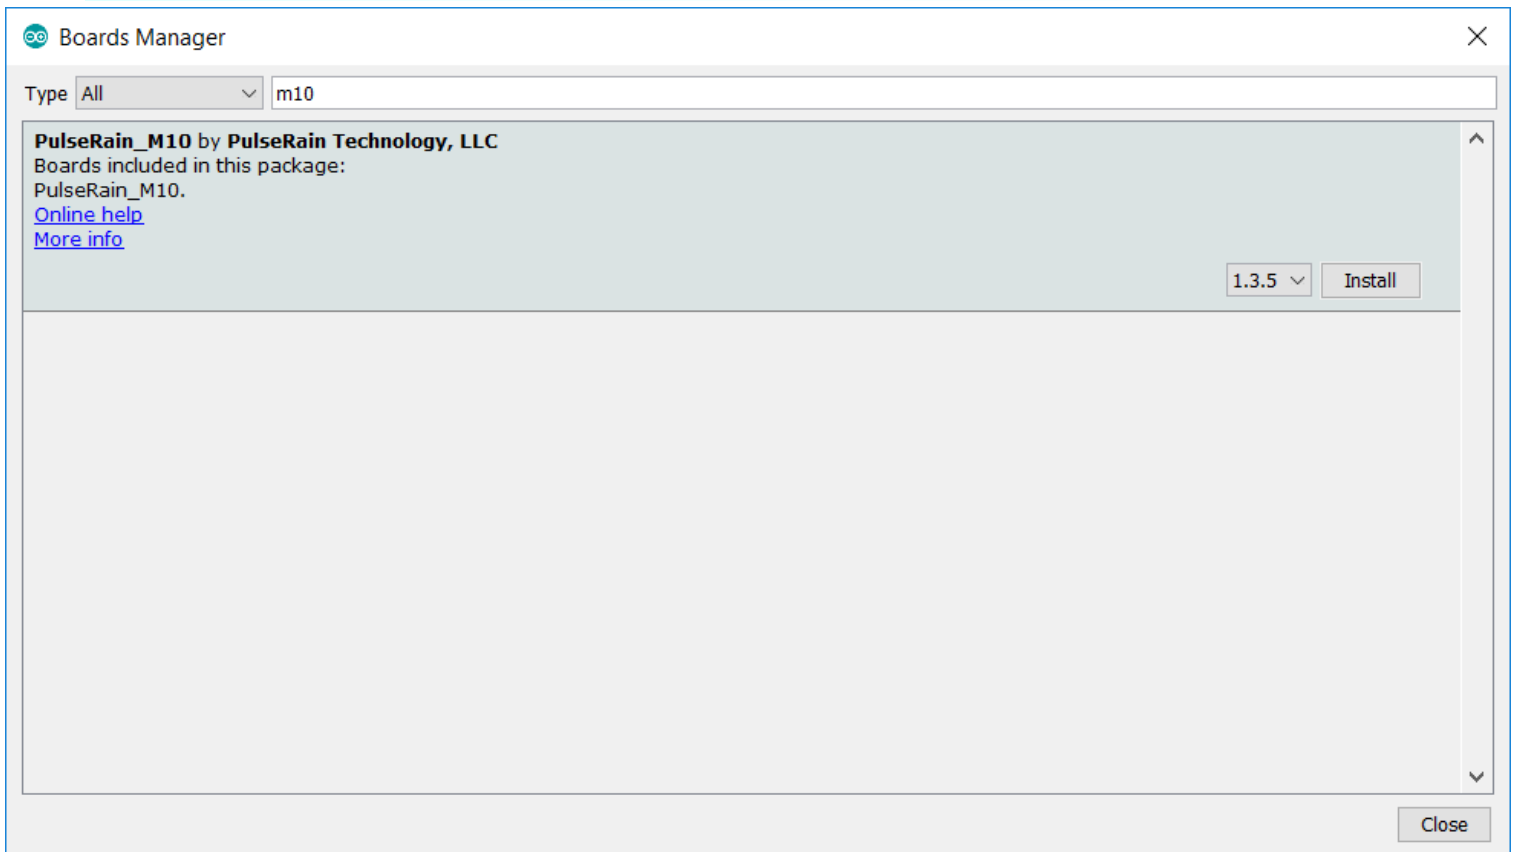 Boards Manager
Type All m10
PulseRain_M10 by PulseRain Technology, LLC
Boards included in this package:
PulseRain_M10.
Online help
More info
1.3.5 Install
Close